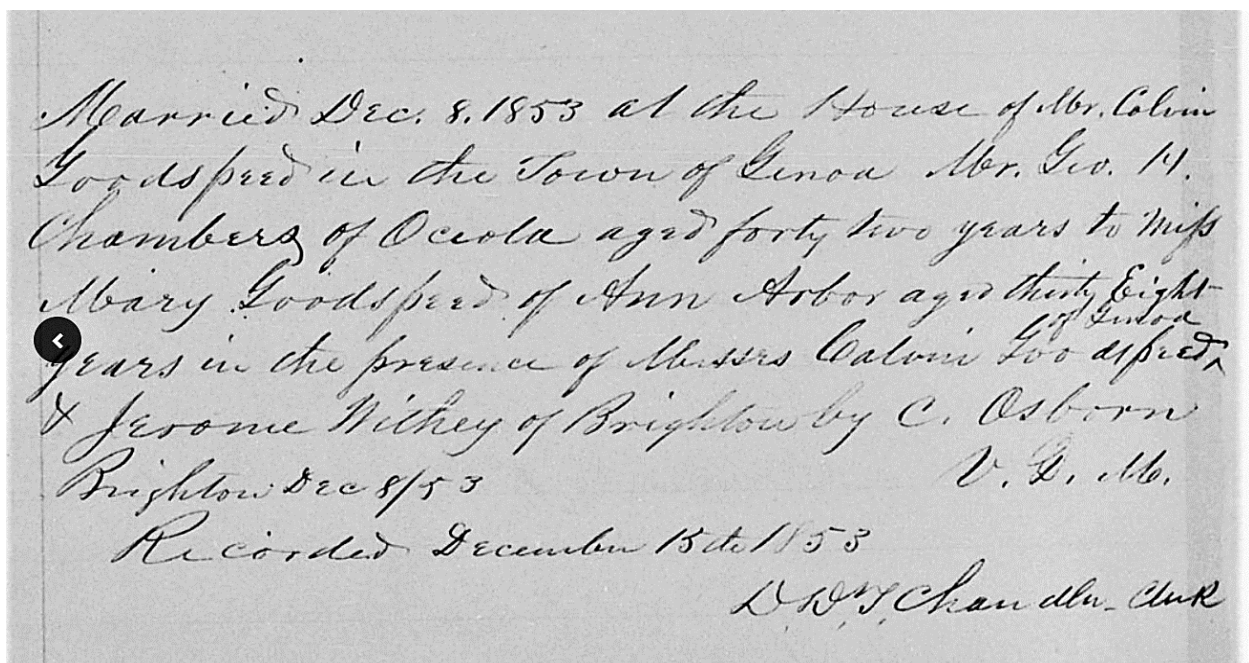 Married Dec. 8. 1853 at the House of Mr. Colvin
Goodspeed in the Town of Genoa Mr. Geo. H.
Chambers of Oceola aged forty two years to Miss
Mary Goodspeed of Ann Arbor aged thirty Eight
of Genoa
years in the presence of Messrs Calvin Goodspeed ^
& Jerome Withey of Brighton by C. Osborn
Brighton Dec 8/53 V. D. M.
Recorded December 15th 1853
D. D. T. Chandler Clerk